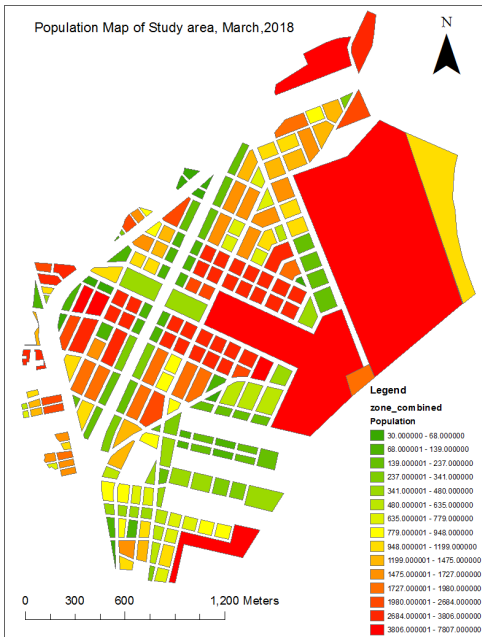 Population Map of Study area, March,2018
N
Legend
zone_combined
Population
30.000000 - 68.000000
68.000001 - 139.000000
139.000001 - 237.000000
237.000001 - 341.000000
341.000001 - 480.000000
480.000001 - 635.000000
635.000001 - 779.000000
779.000001 - 948.000000
948.000001 - 1199.000000
1199.000001 - 1475.000000
1475.000001 - 1727.000000
1727.000001 - 1980.000000
1980.000001 - 2684.000000
2684.000001 - 3806.000000
3806.000001 - 7807.000000
0 300 600 1,200 Meters